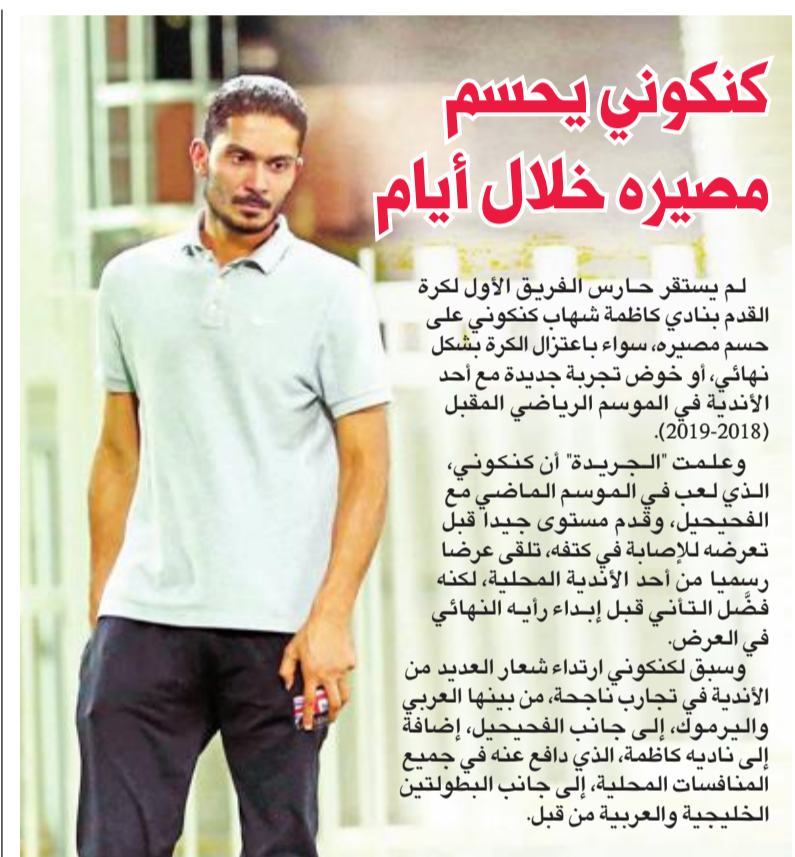 كنكوني يحسم
مصيره خلال أيام
لم يستقر حارس الفريق الأول لكرة
القدم بنادي كاظمة شهاب كنكوني على
حسم مصيره، سواء باعتزال الكرة بشكل
نهائي، أو خوض تجربة جديدة مع أحد
الأندية في الموسم الرياضي المقبل
(2018-2019).
وعلمت "الجريدة" أن كنكوني،
الذي لعب في الموسم الماضي مع
الفحيحيل، وقدم مستوى جيدا قبل
تعرضه للإصابة في كتفه، تلقى عرضا
رسميا من أحد الأندية المحلية، لكنه
فضَّل التأني قبل إبداء رأيه النهائي
في العرض.
وسبق لكنكوني ارتداء شعار العديد من
الأندية في تجارب ناجحة، من بينها العربي
واليرموك، إلى جانب الفحيحيل، إضافة
إلى ناديه كاظمة، الذي دافع عنه في جميع
المنافسات المحلية، إلى جانب البطولتين
الخليجية والعربية من قبل.